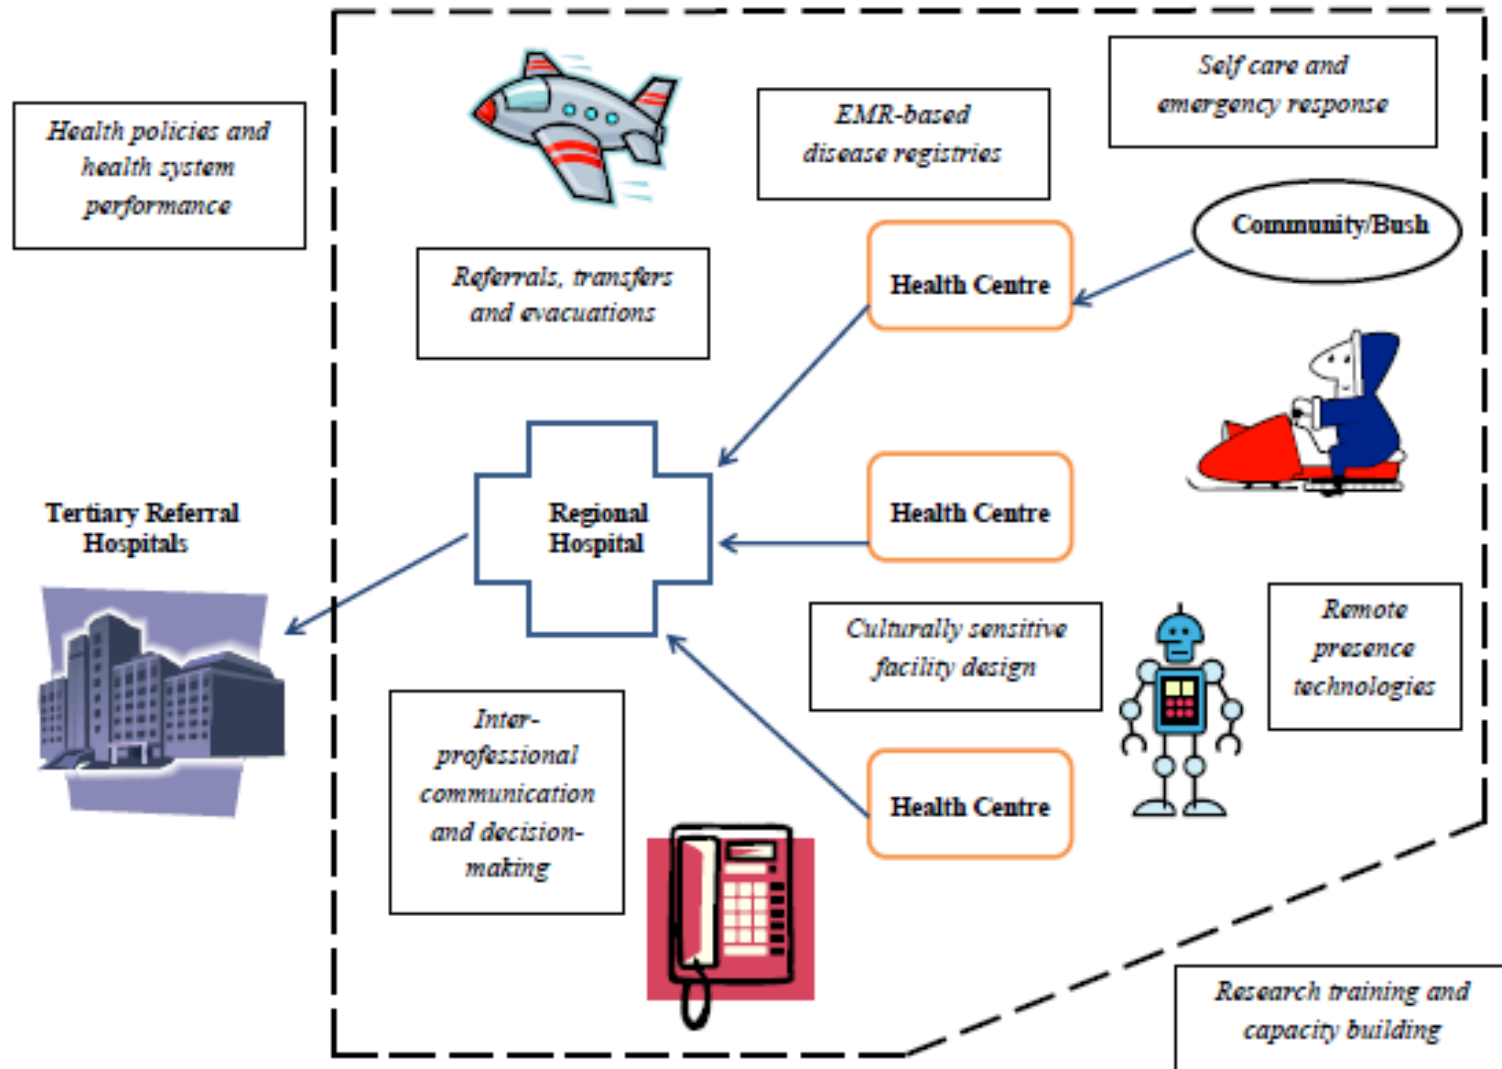 Health policies and
health system
performance
EMR-based
disease registries
Self care and
emergency response
Community/Bush
Referrals, transfers
and evacuations
Health Centre
Tertiary Referral
Hospitals
Regional
Hospital
Health Centre
Culturally sensitive
facility design
Remote
presence
technologies
Inter-
professional
communication
and decision-
making
Health Centre
Research training and
capacity building